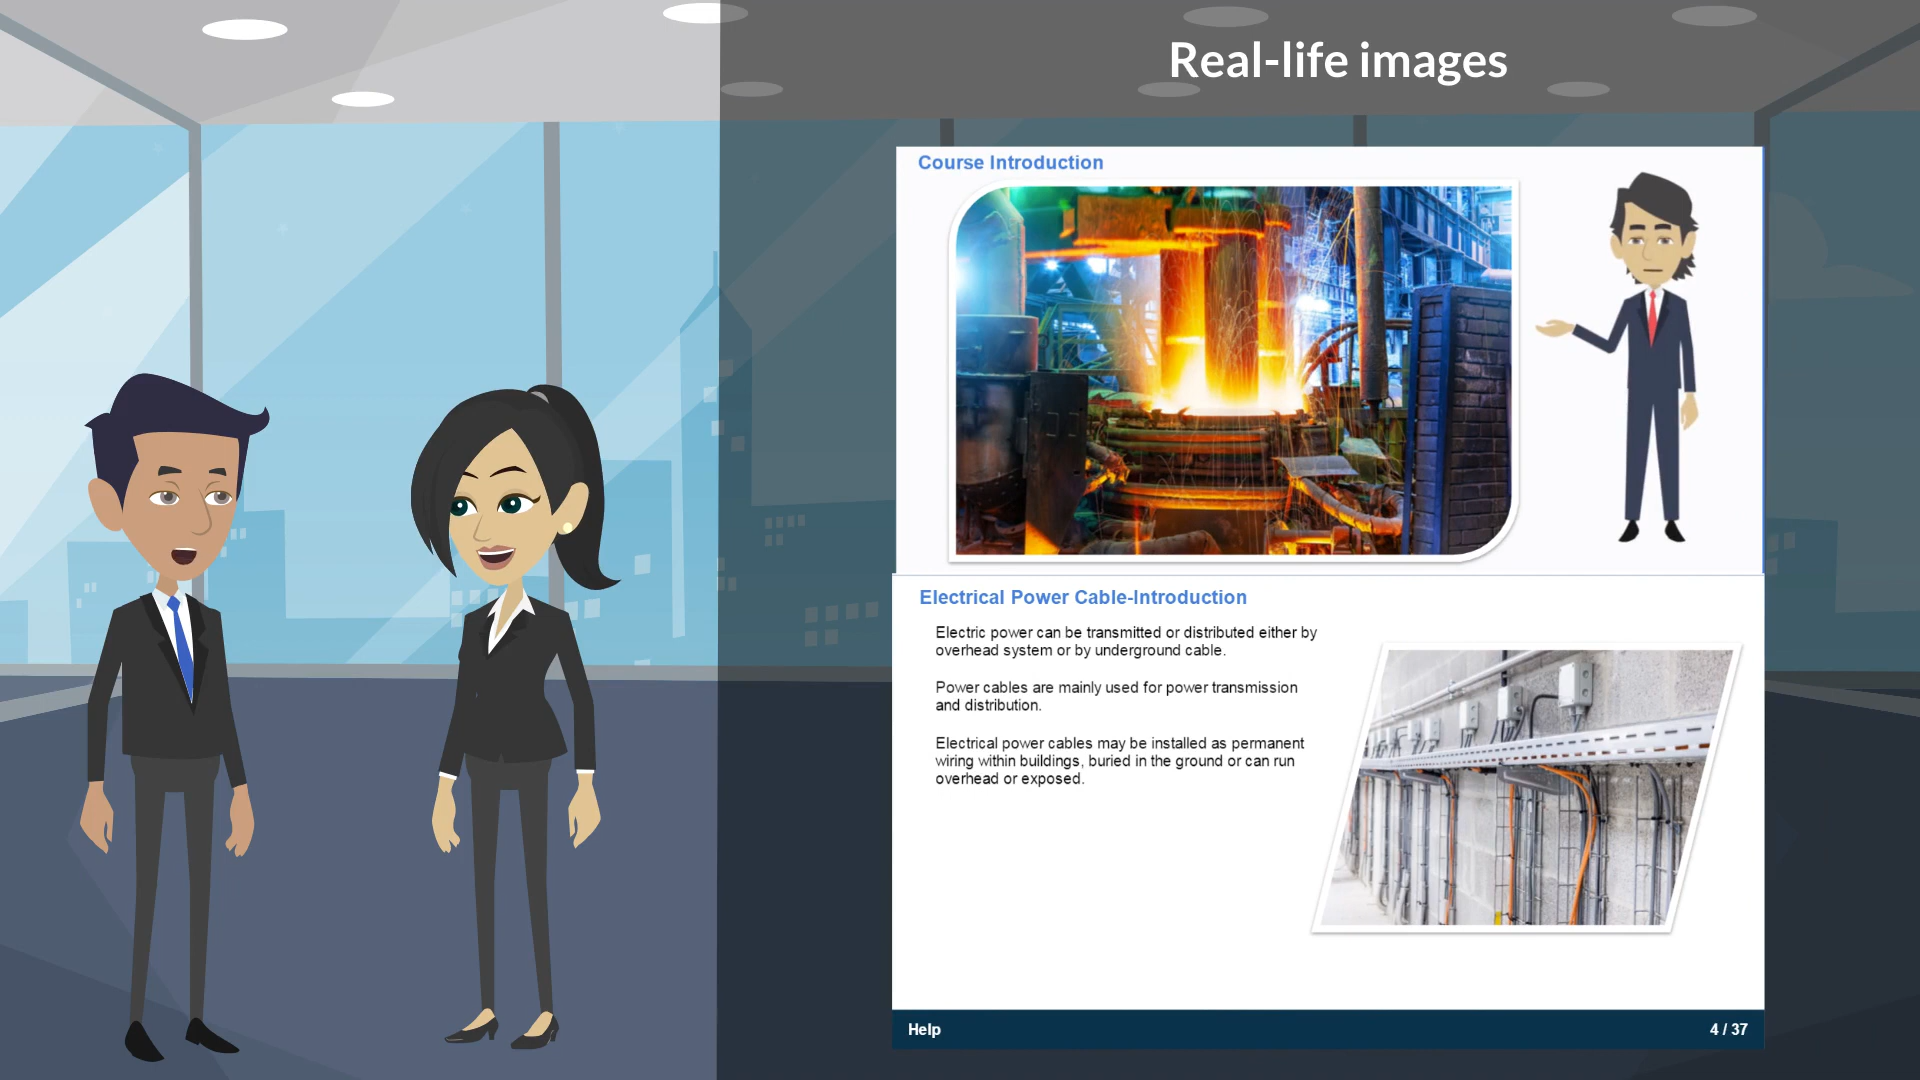 Real-life images
Course Introduction
Electrical Power Cable-Introduction
Electric power can be transmitted or distributed either by
overhead system or by underground cable.
Power cables are mainly used for power transmission
and distribution.
Electrical power cables may be installed as permanent
wiring within buildings, buried in the ground or can run
overhead or exposed.
Help
4 / 37